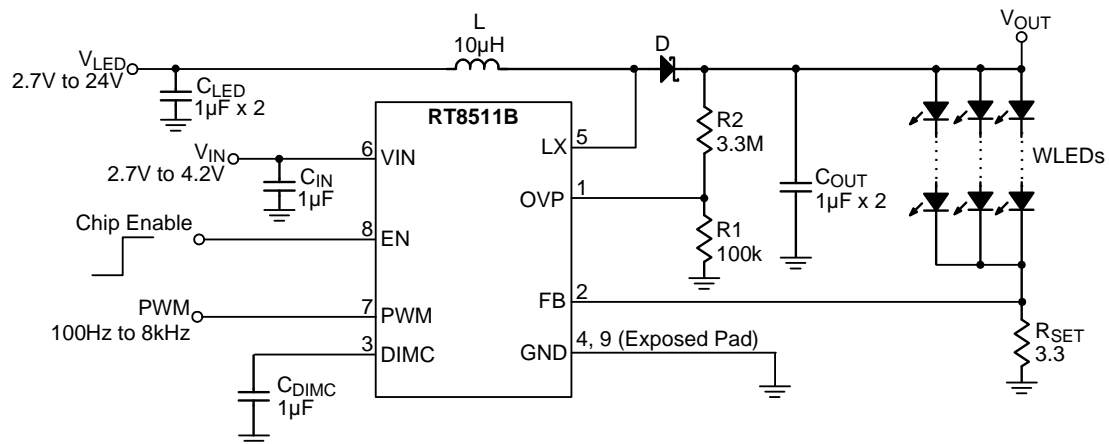 L
10µH
D
VOUT
VLED
2.7V to 24V
CLED
1µF x 2
RT8511B
R2
3.3M
WLEDs
VIN
2.7V to 4.2V
CIN
1µF
6
VIN
LX
5
OVP
1
COUT
1µF x 2
Chip Enable
8
EN
R1
100k
PWM
100Hz to 8kHz
7
PWM
FB
2
3
DIMC
GND
4, 9 (Exposed Pad)
RSET
3.3
CDIMC
1µF